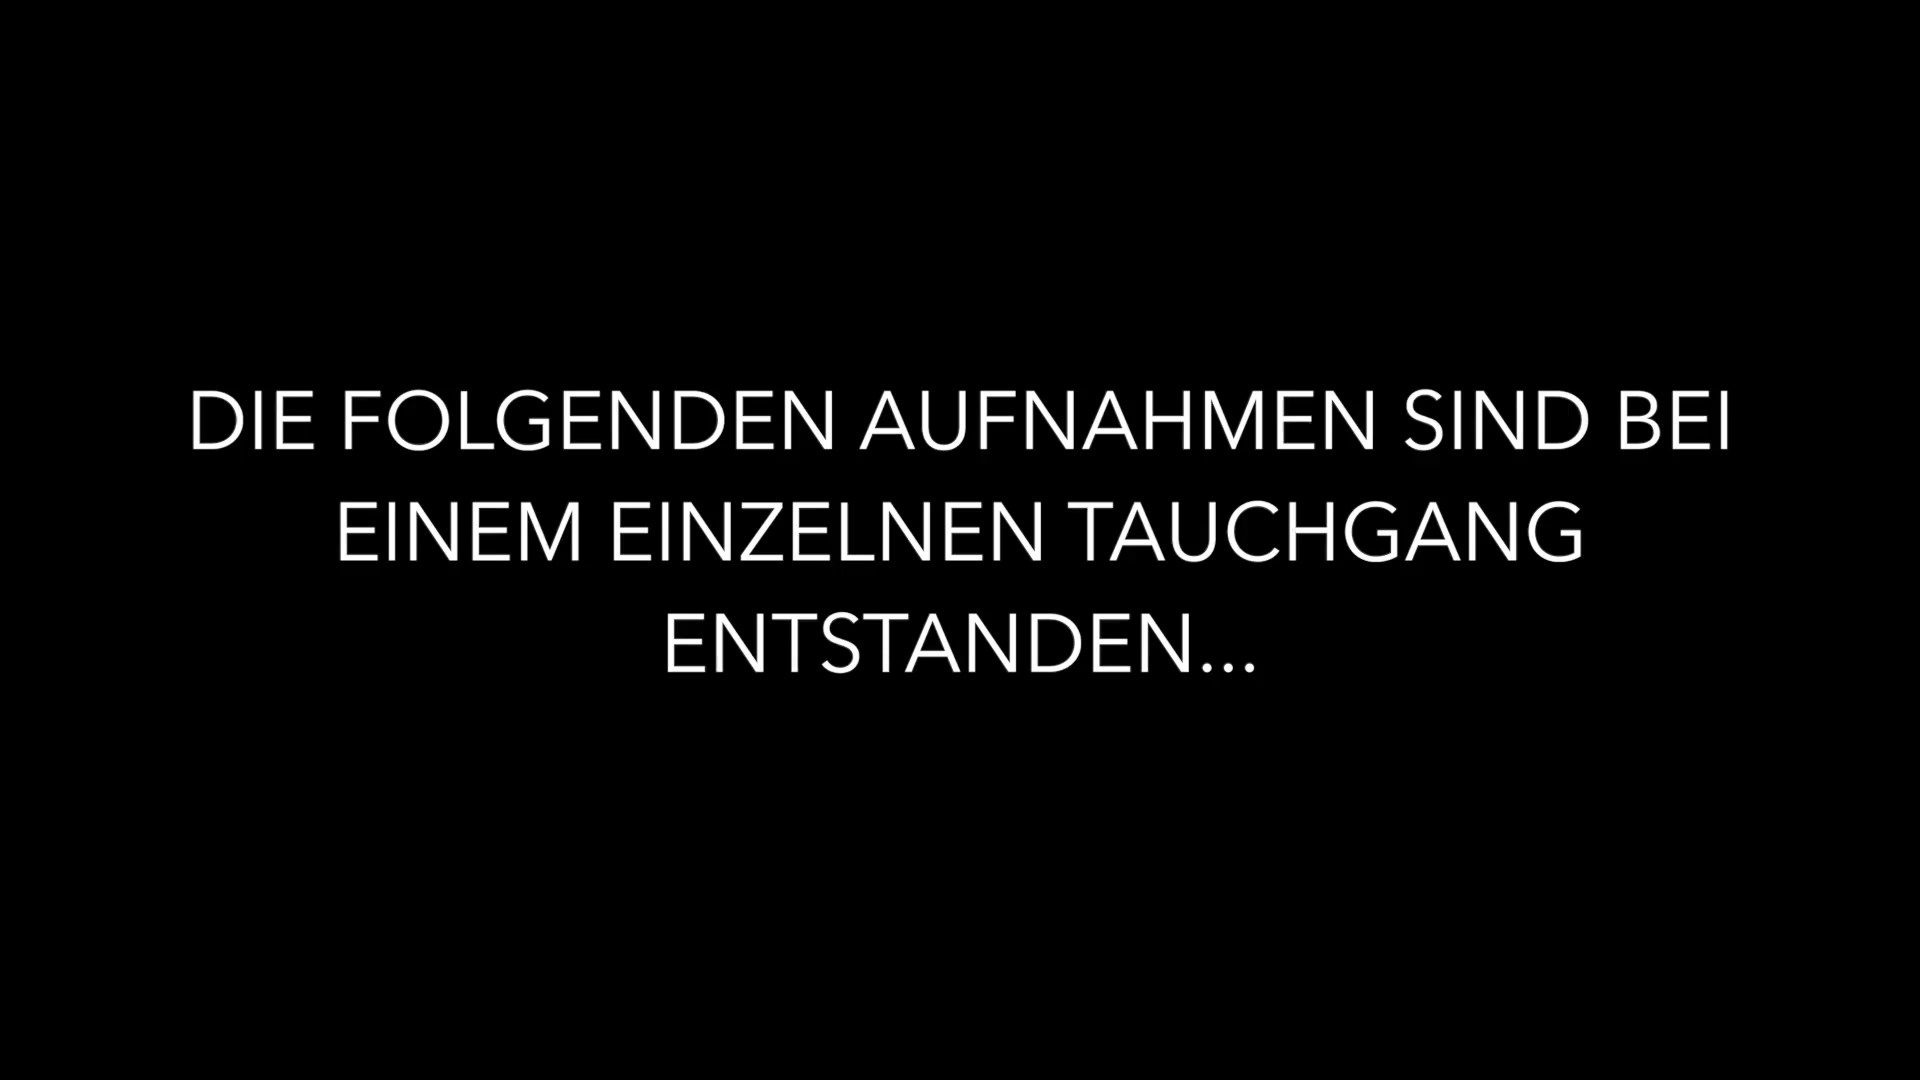 DIE FOLGENDEN AUFNAHMEN SIND BEI
EINEM EINZELNEN TAUCHGANG
ENTSTANDEN...